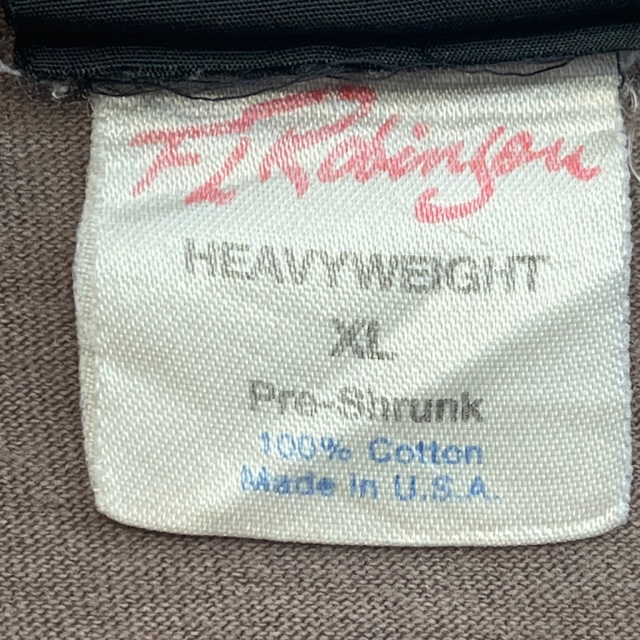 FL Robinson
HEAVYWEIGHT
XL
Pre-Shrunk
100% Cotton
Made in U.S.A.